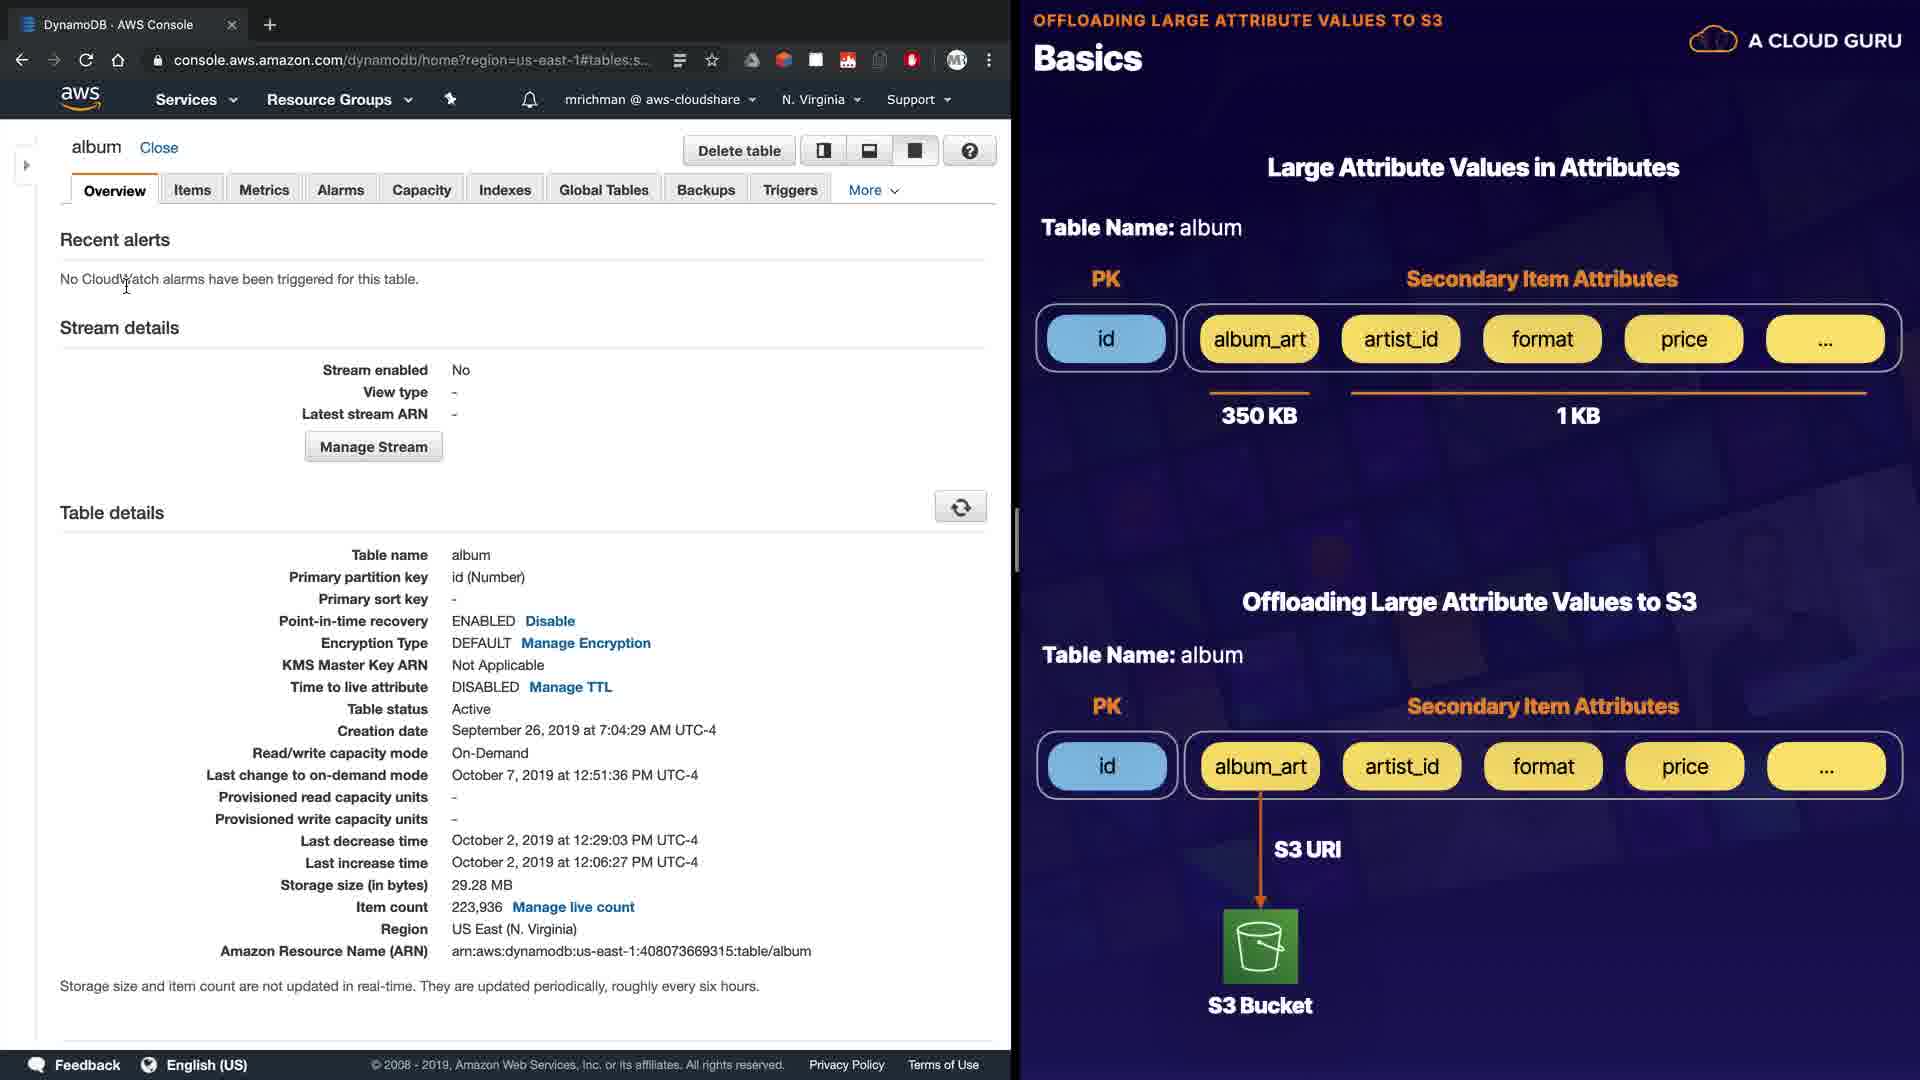 DynamoDB · AWS Console
console.aws.amazon.com/dynamodb/home?region=us-east-1#tables:s...
aws
Services
Resource Groups
mrichman @ aws-cloudshare
N. Virginia
Support
album Close
Delete table
Overview
Items
Metrics
Alarms
Capacity
Indexes
Global Tables
Backups
Triggers
More
Recent alerts
No CloudWatch alarms have been triggered for this table.
Stream details
Stream enabled No
View type -
Latest stream ARN -
Manage Stream
Table details
Table name album
Primary partition key id (Number)
Primary sort key -
Point-in-time recovery ENABLED Disable
Encryption Type DEFAULT Manage Encryption
KMS Master Key ARN Not Applicable
Time to live attribute DISABLED Manage TTL
Table status Active
Creation date September 26, 2019 at 7:04:29 AM UTC-4
Read/write capacity mode On-Demand
Last change to on-demand mode October 7, 2019 at 12:51:36 PM UTC-4
Provisioned read capacity units -
Provisioned write capacity units -
Last decrease time October 2, 2019 at 12:29:03 PM UTC-4
Last increase time October 2, 2019 at 12:06:27 PM UTC-4
Storage size (in bytes) 29.28 MB
Item count 223,936 Manage live count
Region US East (N. Virginia)
Amazon Resource Name (ARN) arn:aws:dynamodb:us-east-1:408073669315:table/album
Storage size and item count are not updated in real-time. They are updated periodically, roughly every six hours.
Feedback
English (US)
© 2008 - 2019, Amazon Web Services, Inc. or its affiliates. All rights reserved.
Privacy Policy
Terms of Use
OFFLOADING LARGE ATTRIBUTE VALUES TO S3
Basics
A CLOUD GURU
Large Attribute Values in Attributes
Table Name: album
PK
Secondary Item Attributes
id
album_art
artist_id
format
price
...
350 KB
1 KB
Offloading Large Attribute Values to S3
Table Name: album
PK
Secondary Item Attributes
id
album_art
artist_id
format
price
...
S3 URI
S3 Bucket